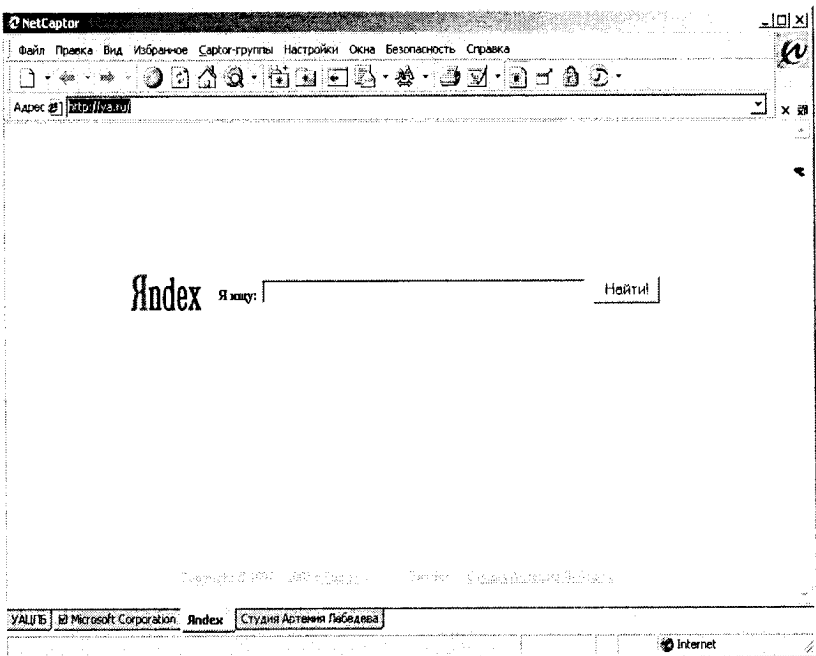 NetCaptor
Файл Правка Вид Избранное Captor-группы Настройки Окна Безопасность Справка
Адрес http://ya.ru/
Яndex Я ищу: Найти!
УАЦПБ Microsoft Corporation Яndex Студия Артемия Лебедева
Internet